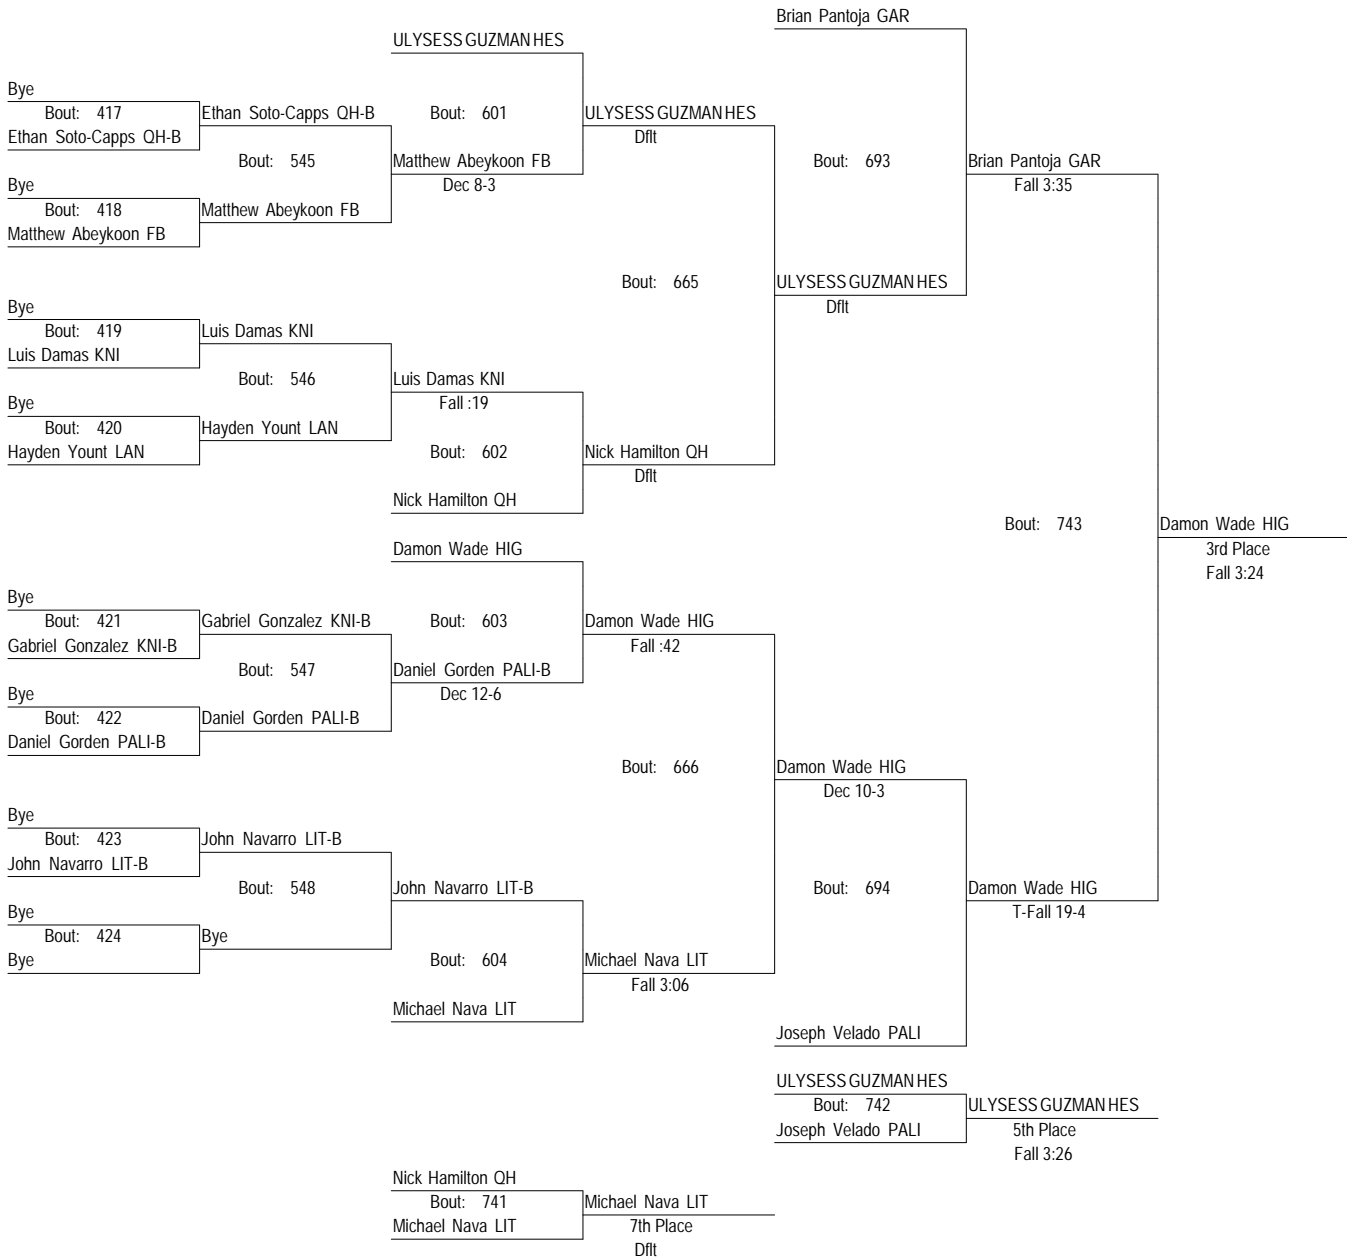 Brian Pantoja GAR
ULYSESS GUZMAN HES
Bye
Bout: 417
Ethan Soto-Capps QH-B
Ethan Soto-Capps QH-B
Bout: 601
ULYSESS GUZMAN HES
Dflt
Bout: 545
Matthew Abeykoon FB
Dec 8-3
Bout: 693
Brian Pantoja GAR
Fall 3:35
Bye
Bout: 418
Matthew Abeykoon FB
Matthew Abeykoon FB
Bout: 665
ULYSESS GUZMAN HES
Dflt
Bye
Bout: 419
Luis Damas KNI
Luis Damas KNI
Bout: 546
Luis Damas KNI
Fall :19
Bye
Bout: 420
Hayden Yount LAN
Hayden Yount LAN
Bout: 602
Nick Hamilton QH
Dflt
Nick Hamilton QH
Bout: 743
Damon Wade HIG
3rd Place
Fall 3:24
Damon Wade HIG
Bye
Bout: 421
Gabriel Gonzalez KNI-B
Gabriel Gonzalez KNI-B
Bout: 603
Damon Wade HIG
Fall :42
Bout: 547
Daniel Gorden PALI-B
Dec 12-6
Bye
Bout: 422
Daniel Gorden PALI-B
Daniel Gorden PALI-B
Bout: 666
Damon Wade HIG
Dec 10-3
Bye
Bout: 423
John Navarro LIT-B
John Navarro LIT-B
Bout: 548
John Navarro LIT-B
Bout: 694
Damon Wade HIG
T-Fall 19-4
Bye
Bout: 424
Bye
Bye
Bout: 604
Michael Nava LIT
Fall 3:06
Michael Nava LIT
Joseph Velado PALI
ULYSESS GUZMAN HES
Bout: 742
Joseph Velado PALI
ULYSESS GUZMAN HES
5th Place
Fall 3:26
Nick Hamilton QH
Bout: 741
Michael Nava LIT
Michael Nava LIT
7th Place
Dflt